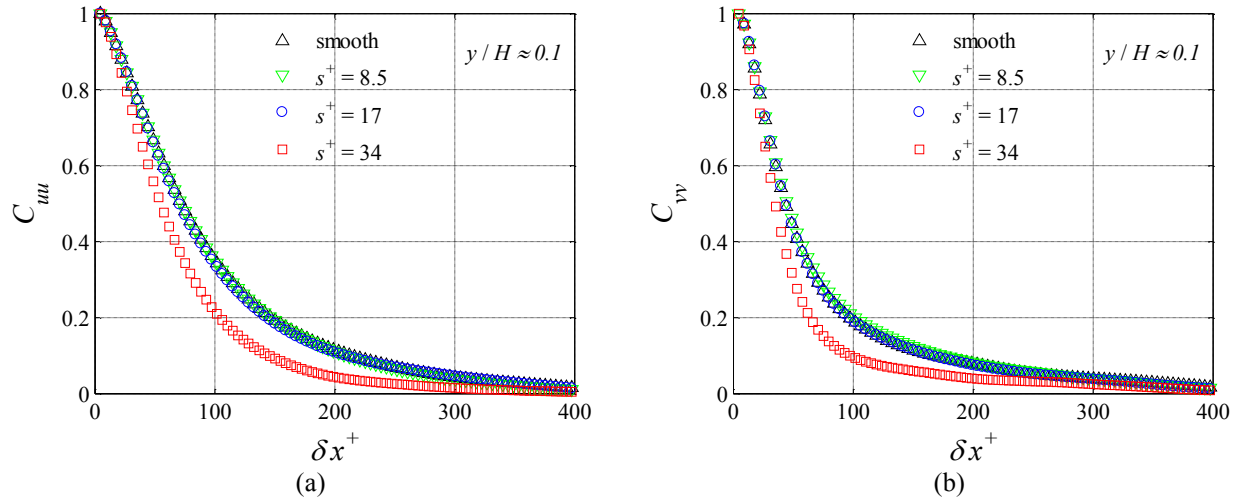 1
0.8
0.6
0.4
0.2
0
C_uu
0 100 200 300 400
δx⁺
smooth
s⁺ = 8.5
s⁺ = 17
s⁺ = 34
y / H ≈ 0.1
(a)
1
0.8
0.6
0.4
0.2
0
C_vv
0 100 200 300 400
δx⁺
smooth
s⁺ = 8.5
s⁺ = 17
s⁺ = 34
y / H ≈ 0.1
(b)